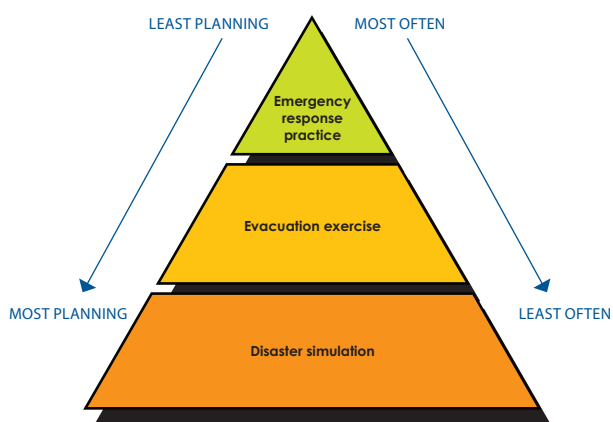 LEAST PLANNING
MOST OFTEN
Emergency
response
practice
Evacuation exercise
MOST PLANNING
LEAST OFTEN
Disaster simulation